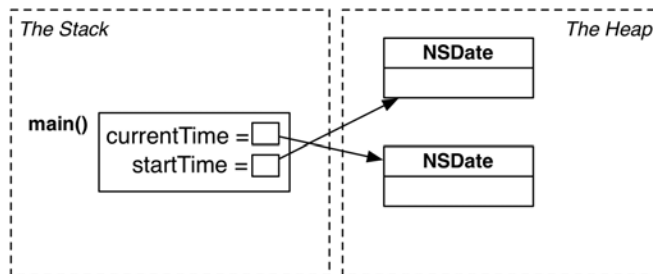 The Stack
The Heap
NSDate
main()
currentTime =
startTime =
NSDate